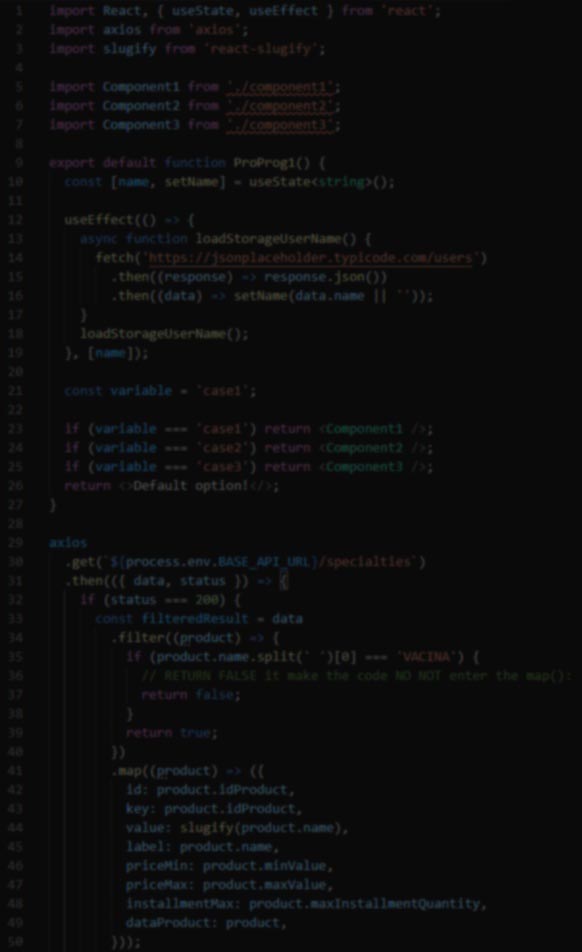 1 import React, { useState, useEffect } from 'react';
2 import axios from 'axios';
3 import slugify from 'react-slugify';
4
5 import Component1 from './component1';
6 import Component2 from './component2';
7 import Component3 from './component3';
8
9 export default function ProProg1() {
10 const [name, setName] = useState<string>();
11
12 useEffect(() => {
13 async function loadStorageUserName() {
14 fetch('https://jsonplaceholder.typicode.com/users')
15 .then((response) => response.json())
16 .then((data) => setName(data.name || ''));
17 }
18 loadStorageUserName();
19 }, [name]);
20
21 const variable = 'case1';
22
23 if (variable === 'case1') return <Component1 />;
24 if (variable === 'case2') return <Component2 />;
25 if (variable === 'case3') return <Component3 />;
26 return <>Default option!</>;
27 }
28
29 axios
30 .get(`${process.env.BASE_API_URL}/specialties`)
31 .then(({ data, status }) => {
32 if (status === 200) {
33 const filteredResult = data
34 .filter((product) => {
35 if (product.name.split(' ')[0] === 'VACINA') {
36 // RETURN FALSE it make the code NO NOT enter the map():
37 return false;
38 }
39 return true;
40 })
41 .map((product) => ({
42 id: product.idProduct,
43 key: product.idProduct,
44 value: slugify(product.name),
45 label: product.name,
46 priceMin: product.minValue,
47 priceMax: product.maxValue,
48 installmentMax: product.maxInstallmentQuantity,
49 dataProduct: product,
50 }));